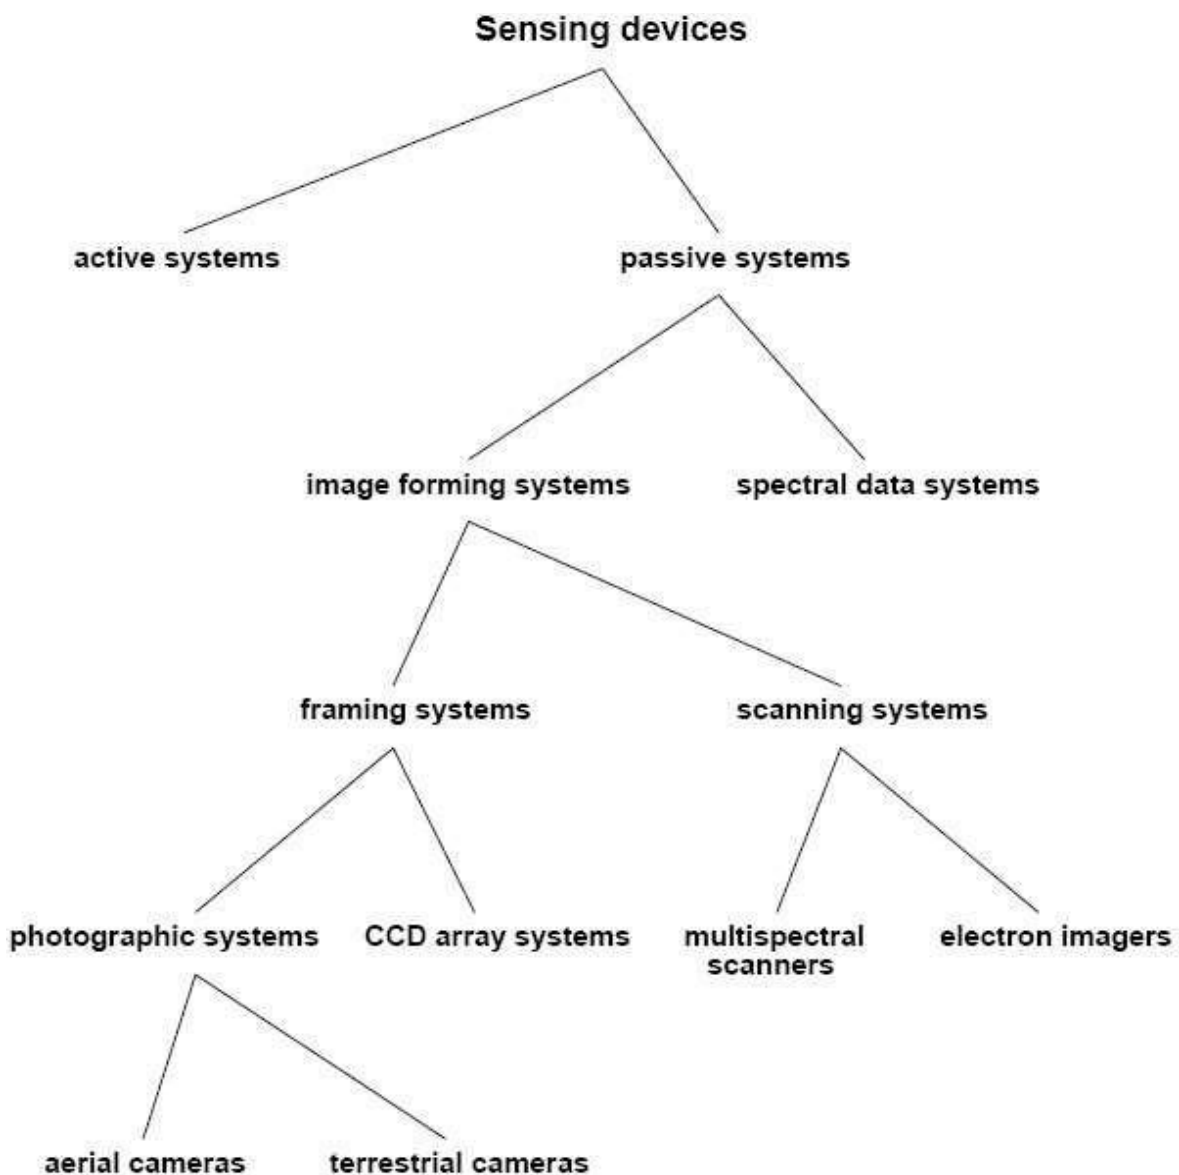 Sensing devices
active systems
passive systems
image forming systems
spectral data systems
framing systems
scanning systems
photographic systems
CCD array systems
multispectral
scanners
electron imagers
aerial cameras
terrestrial cameras